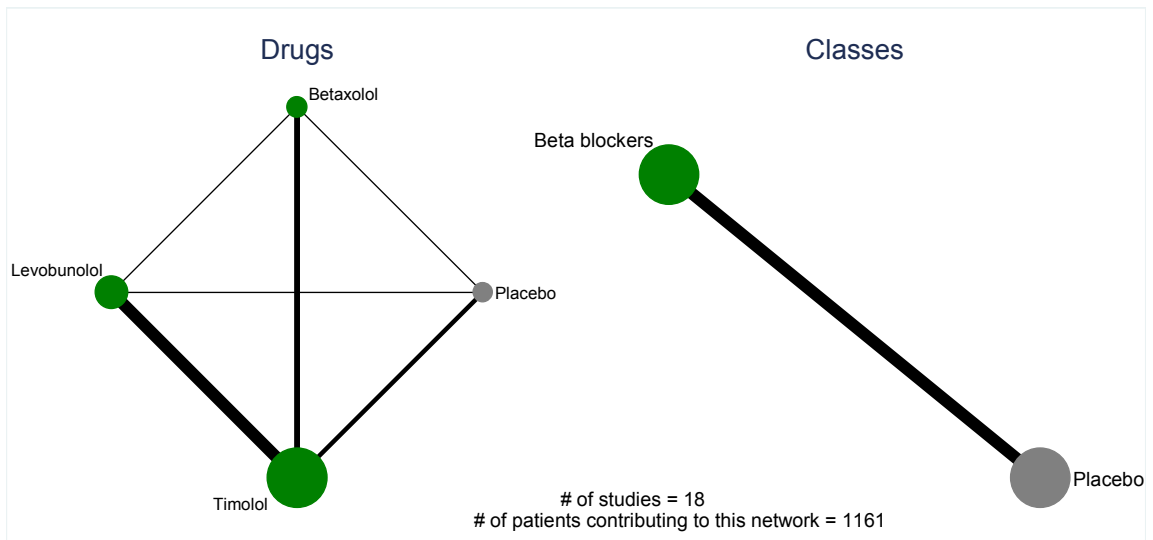 Drugs
Classes
Betaxolol
Beta blockers
Levobunolol
Placebo
Timolol
Placebo
# of studies = 18
# of patients contributing to this network = 1161